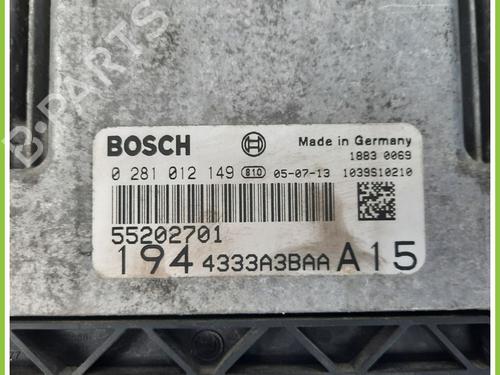 B-PARTS
BOSCH
Made in Germany
1883 0069
0 281 012 149 810 05-07-13 1039S10210
55202701
194 4333A3BAA A15